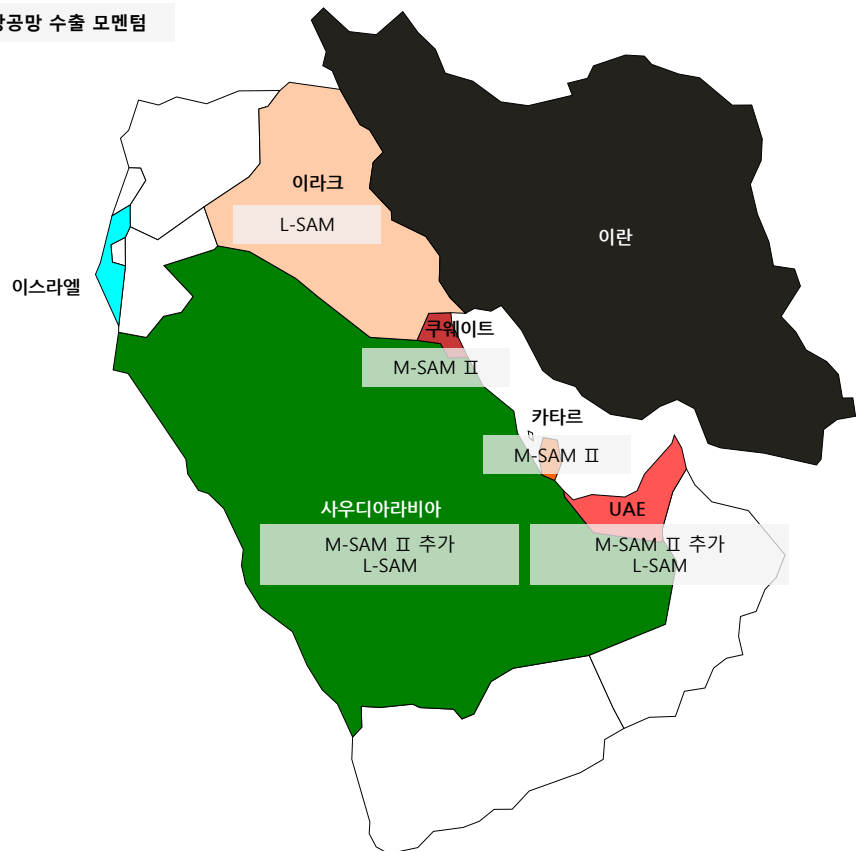 공망 수출 모멘텀
이라크
L-SAM
이란
이스라엘
쿠웨이트
M-SAM Ⅱ
카타르
M-SAM Ⅱ
사우디아라비아
M-SAM Ⅱ 추가
L-SAM
UAE
M-SAM Ⅱ 추가
L-SAM